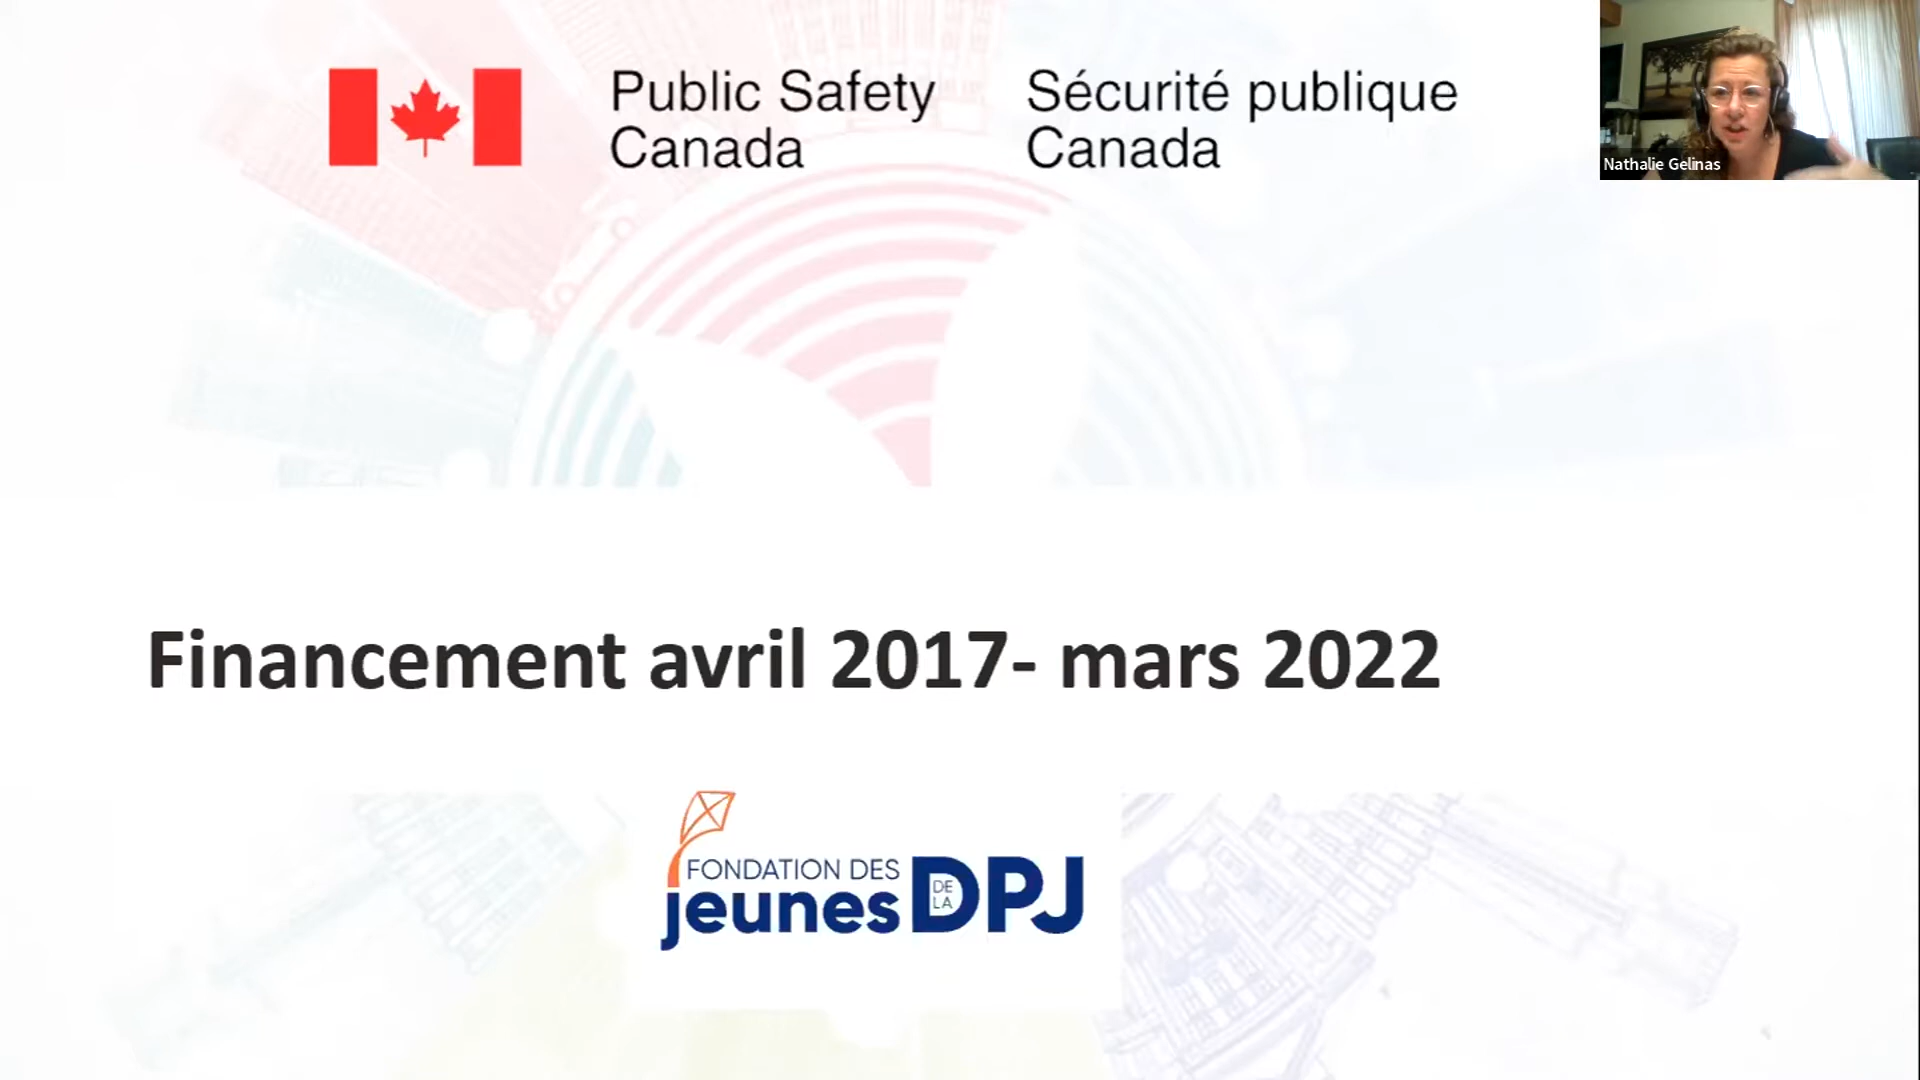 Public Safety
Canada
Sécurité publique
Canada
Nathalie Gelinas
Financement avril 2017- mars 2022
FONDATION DES
jeunes DE LA DPJ